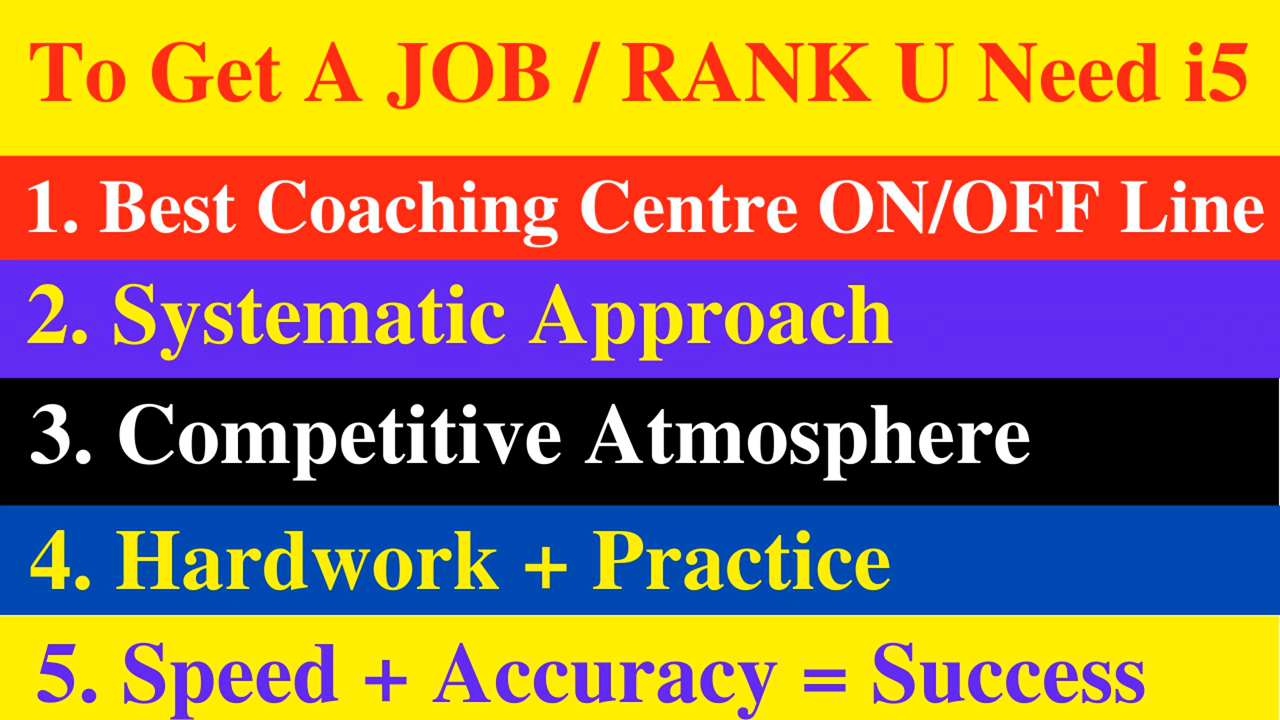 To Get A JOB / RANK U Need i5
1. Best Coaching Centre ON/OFF Line
2. Systematic Approach
3. Competitive Atmosphere
4. Hardwork + Practice
5. Speed + Accuracy = Success